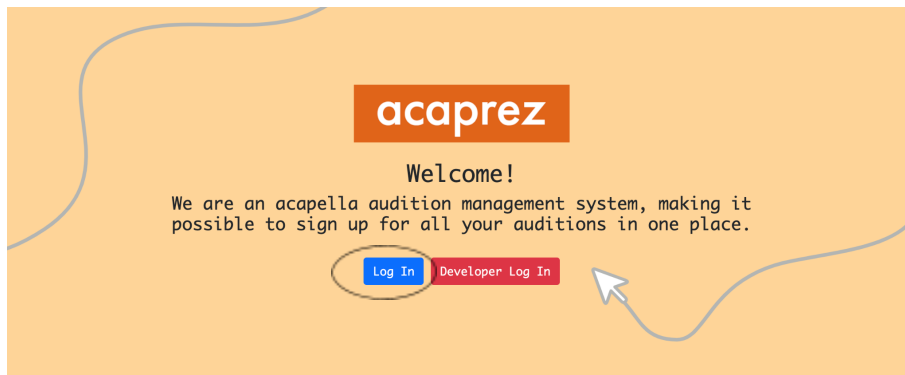 acaprez
Welcome!
We are an acapella audition management system, making it
possible to sign up for all your auditions in one place.
Log In
Developer Log In